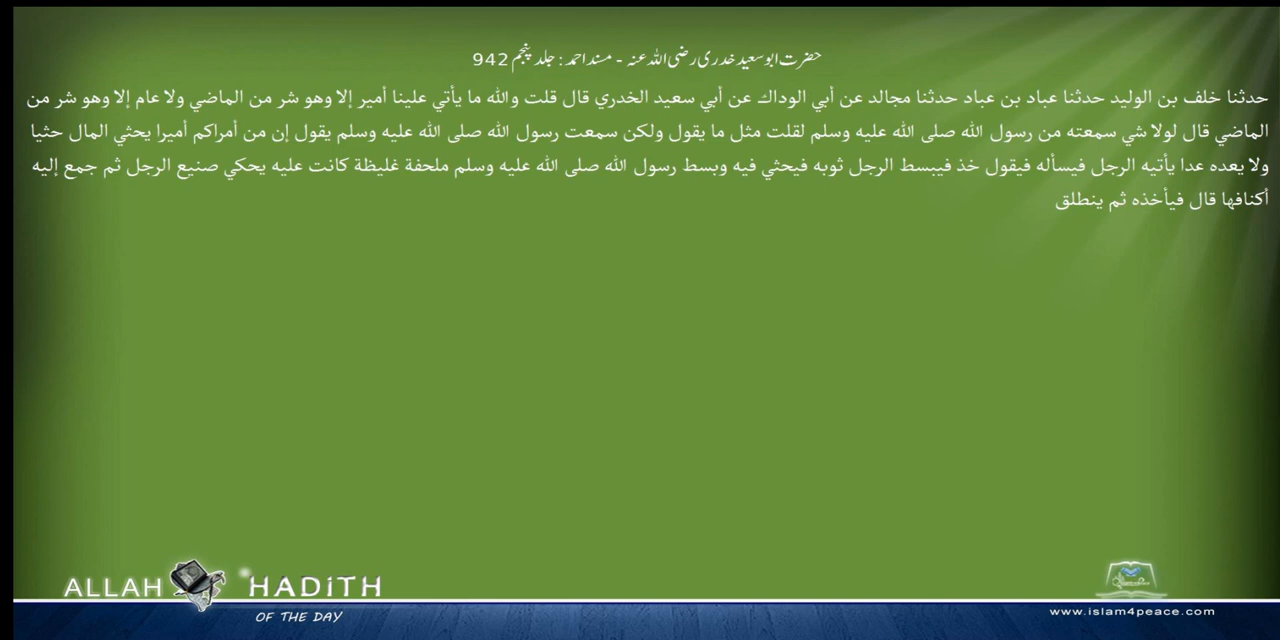 حضرت ابوسعید خدری رضی اللہ عنہ - مسند احمد : جلد پنجم 942
حدثنا خلف بن الوليد حدثنا عباد بن عباد حدثنا مجالد عن أبي الوداك عن أبي سعيد الخدري قال قلت والله ما يأتي علينا أمير إلا وهو شر من الماضي ولا عام إلا وهو شر من
الماضي قال لولا شي سمعته من رسول الله صلى الله عليه وسلم لقلت مثل ما يقول ولكن سمعت رسول الله صلى الله عليه وسلم يقول إن من أمراكم أميرا يحثي المال حثيا
ولا يعده عدا يأتيه الرجل فيسأله فيقول خذ فيبسط الرجل ثوبه فيحثي فيه وبسط رسول الله صلى الله عليه وسلم ملحفة غليظة كانت عليه يحكي صنيع الرجل ثم جمع إليه
أكنافها قال فيأخذه ثم ينطلق
ALLAH HADITH
OF THE DAY
www.islam4peace.com